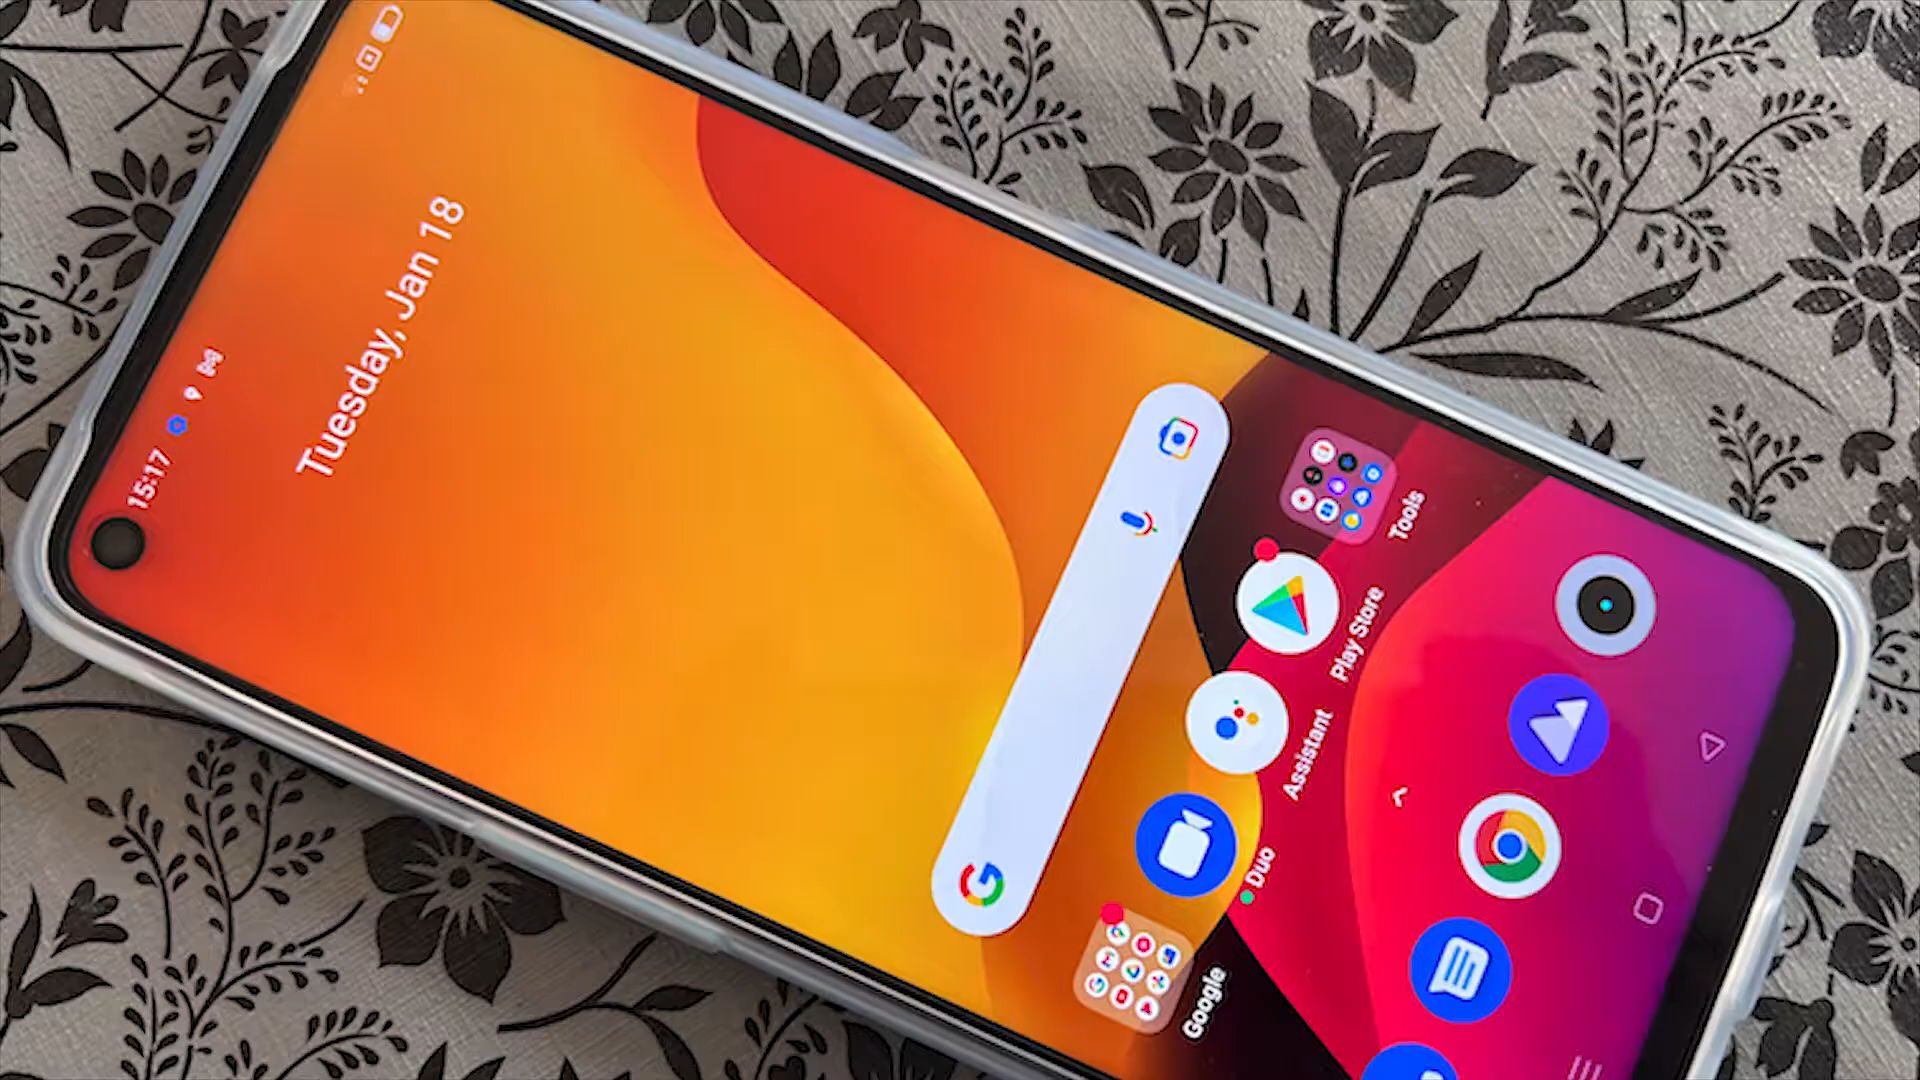 15:17
Tuesday, Jan 18
Google
Duo
Assistant
Play Store
Tools